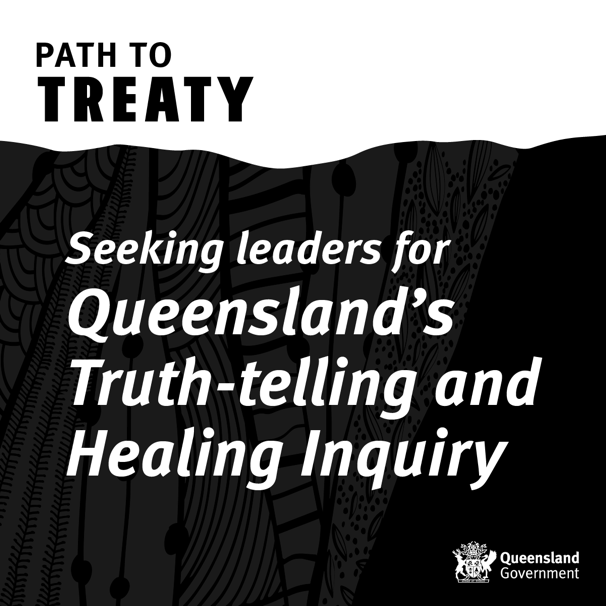 PATH TO
TREATY
Seeking leaders for
Queensland's
Truth-telling and
Healing Inquiry
Queensland
Government